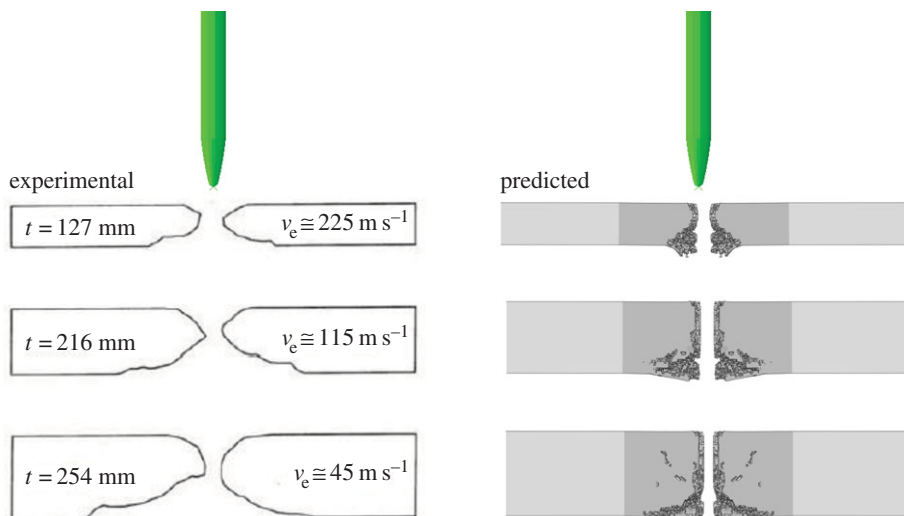 experimental
predicted
t = 127 mm
vₑ ≅ 225 m s⁻¹
t = 216 mm
vₑ ≅ 115 m s⁻¹
t = 254 mm
vₑ ≅ 45 m s⁻¹